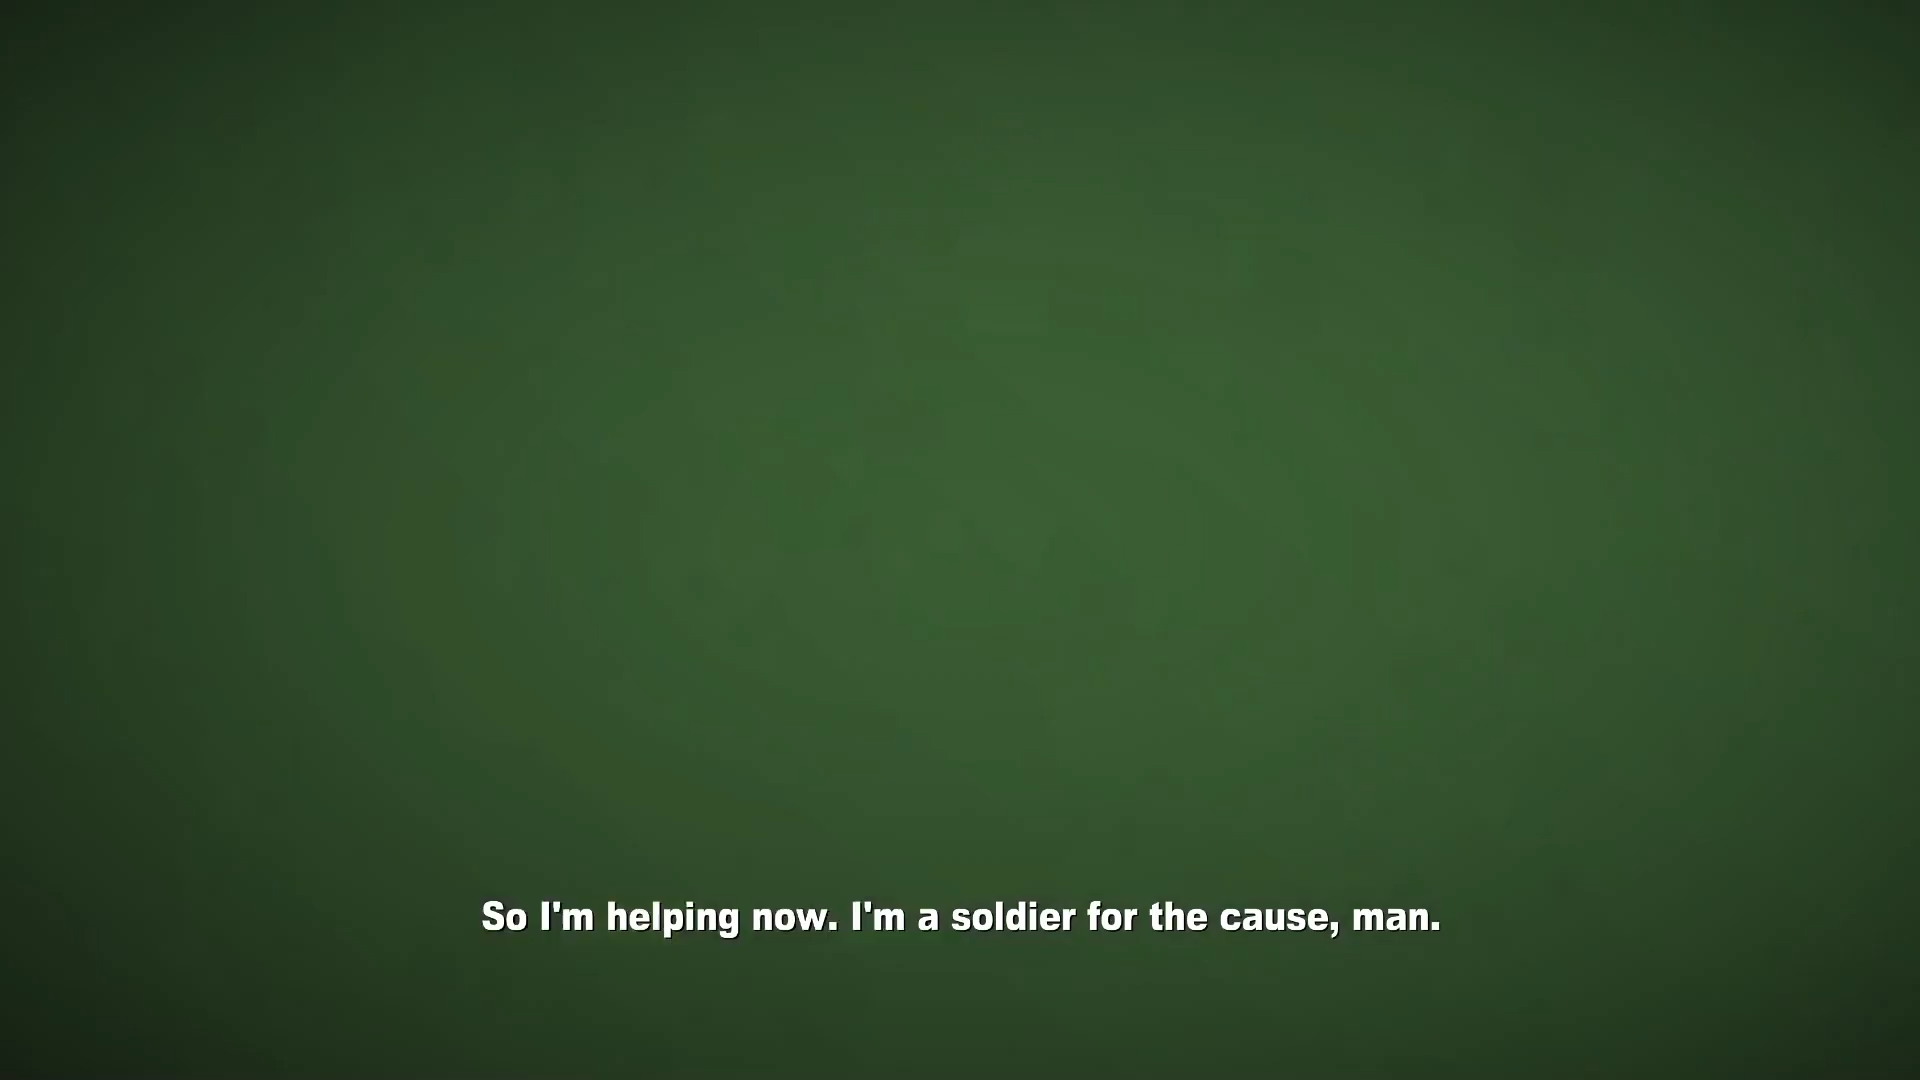 So I'm helping now. I'm a soldier for the cause, man.